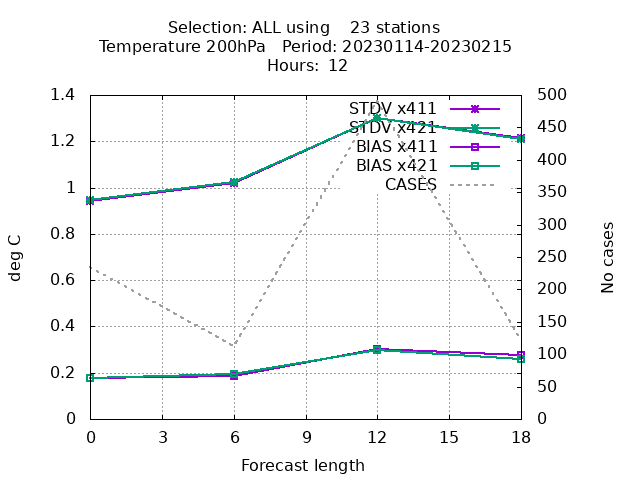 Selection: ALL using    23 stations
Temperature 200hPa   Period: 20230114-20230215
Hours: 12
1.4
1.2
1
0.8
0.6
0.4
0.2
0
deg C
STDV x411
STDV x421
BIAS x411
BIAS x421
CASES
500
450
400
350
300
250
200
150
100
50
0
No cases
0 3 6 9 12 15 18
Forecast length